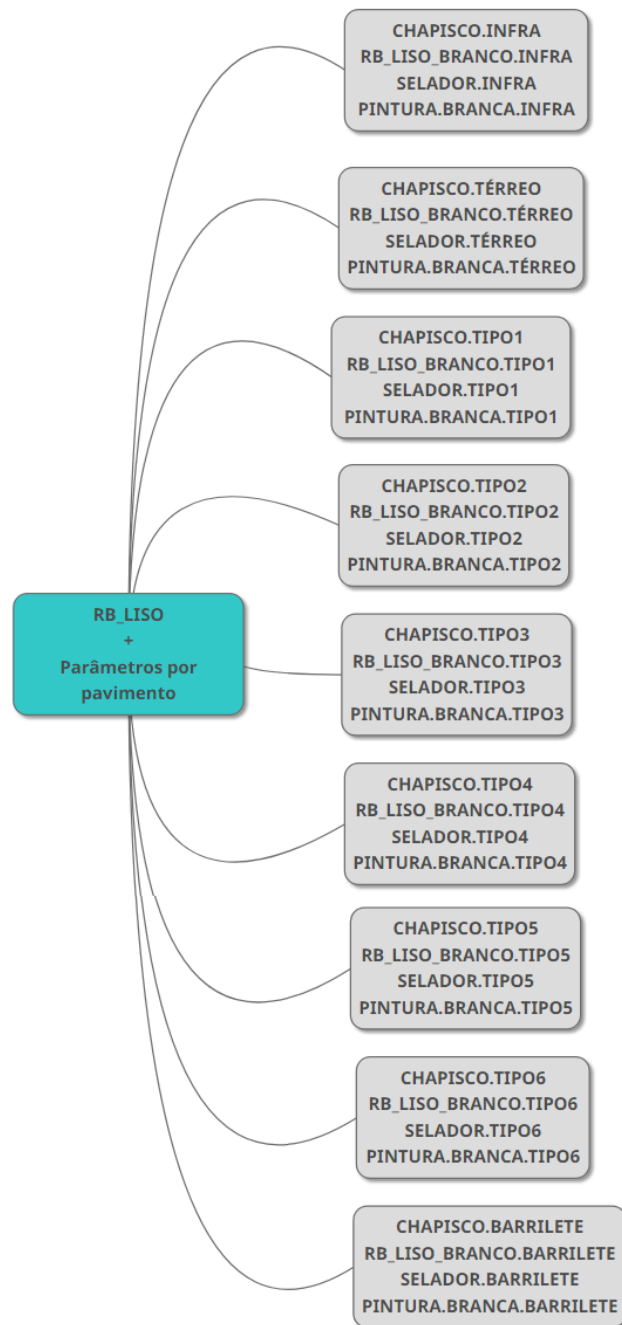 CHAPISCO.INFRA
RB_LISO_BRANCO.INFRA
SELADOR.INFRA
PINTURA.BRANCA.INFRA
CHAPISCO.TÉRREO
RB_LISO_BRANCO.TÉRREO
SELADOR.TÉRREO
PINTURA.BRANCA.TÉRREO
CHAPISCO.TIPO1
RB_LISO_BRANCO.TIPO1
SELADOR.TIPO1
PINTURA.BRANCA.TIPO1
CHAPISCO.TIPO2
RB_LISO_BRANCO.TIPO2
SELADOR.TIPO2
PINTURA.BRANCA.TIPO2
RB_LISO
+
Parâmetros por
pavimento
CHAPISCO.TIPO3
RB_LISO_BRANCO.TIPO3
SELADOR.TIPO3
PINTURA.BRANCA.TIPO3
CHAPISCO.TIPO4
RB_LISO_BRANCO.TIPO4
SELADOR.TIPO4
PINTURA.BRANCA.TIPO4
CHAPISCO.TIPO5
RB_LISO_BRANCO.TIPO5
SELADOR.TIPO5
PINTURA.BRANCA.TIPO5
CHAPISCO.TIPO6
RB_LISO_BRANCO.TIPO6
SELADOR.TIPO6
PINTURA.BRANCA.TIPO6
CHAPISCO.BARRILETE
RB_LISO_BRANCO.BARRILETE
SELADOR.BARRILETE
PINTURA.BRANCA.BARRILETE